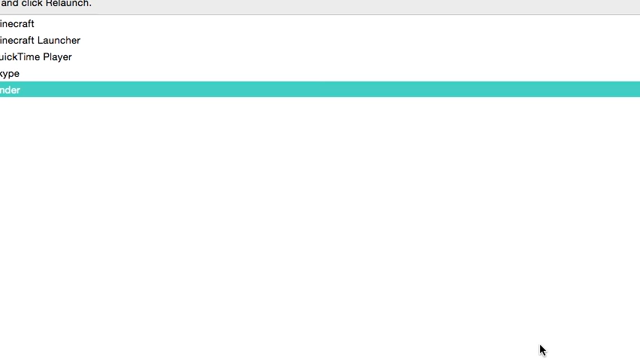 and click Relaunch.
inecraft
inecraft Launcher
uickTime Player
kype
nder